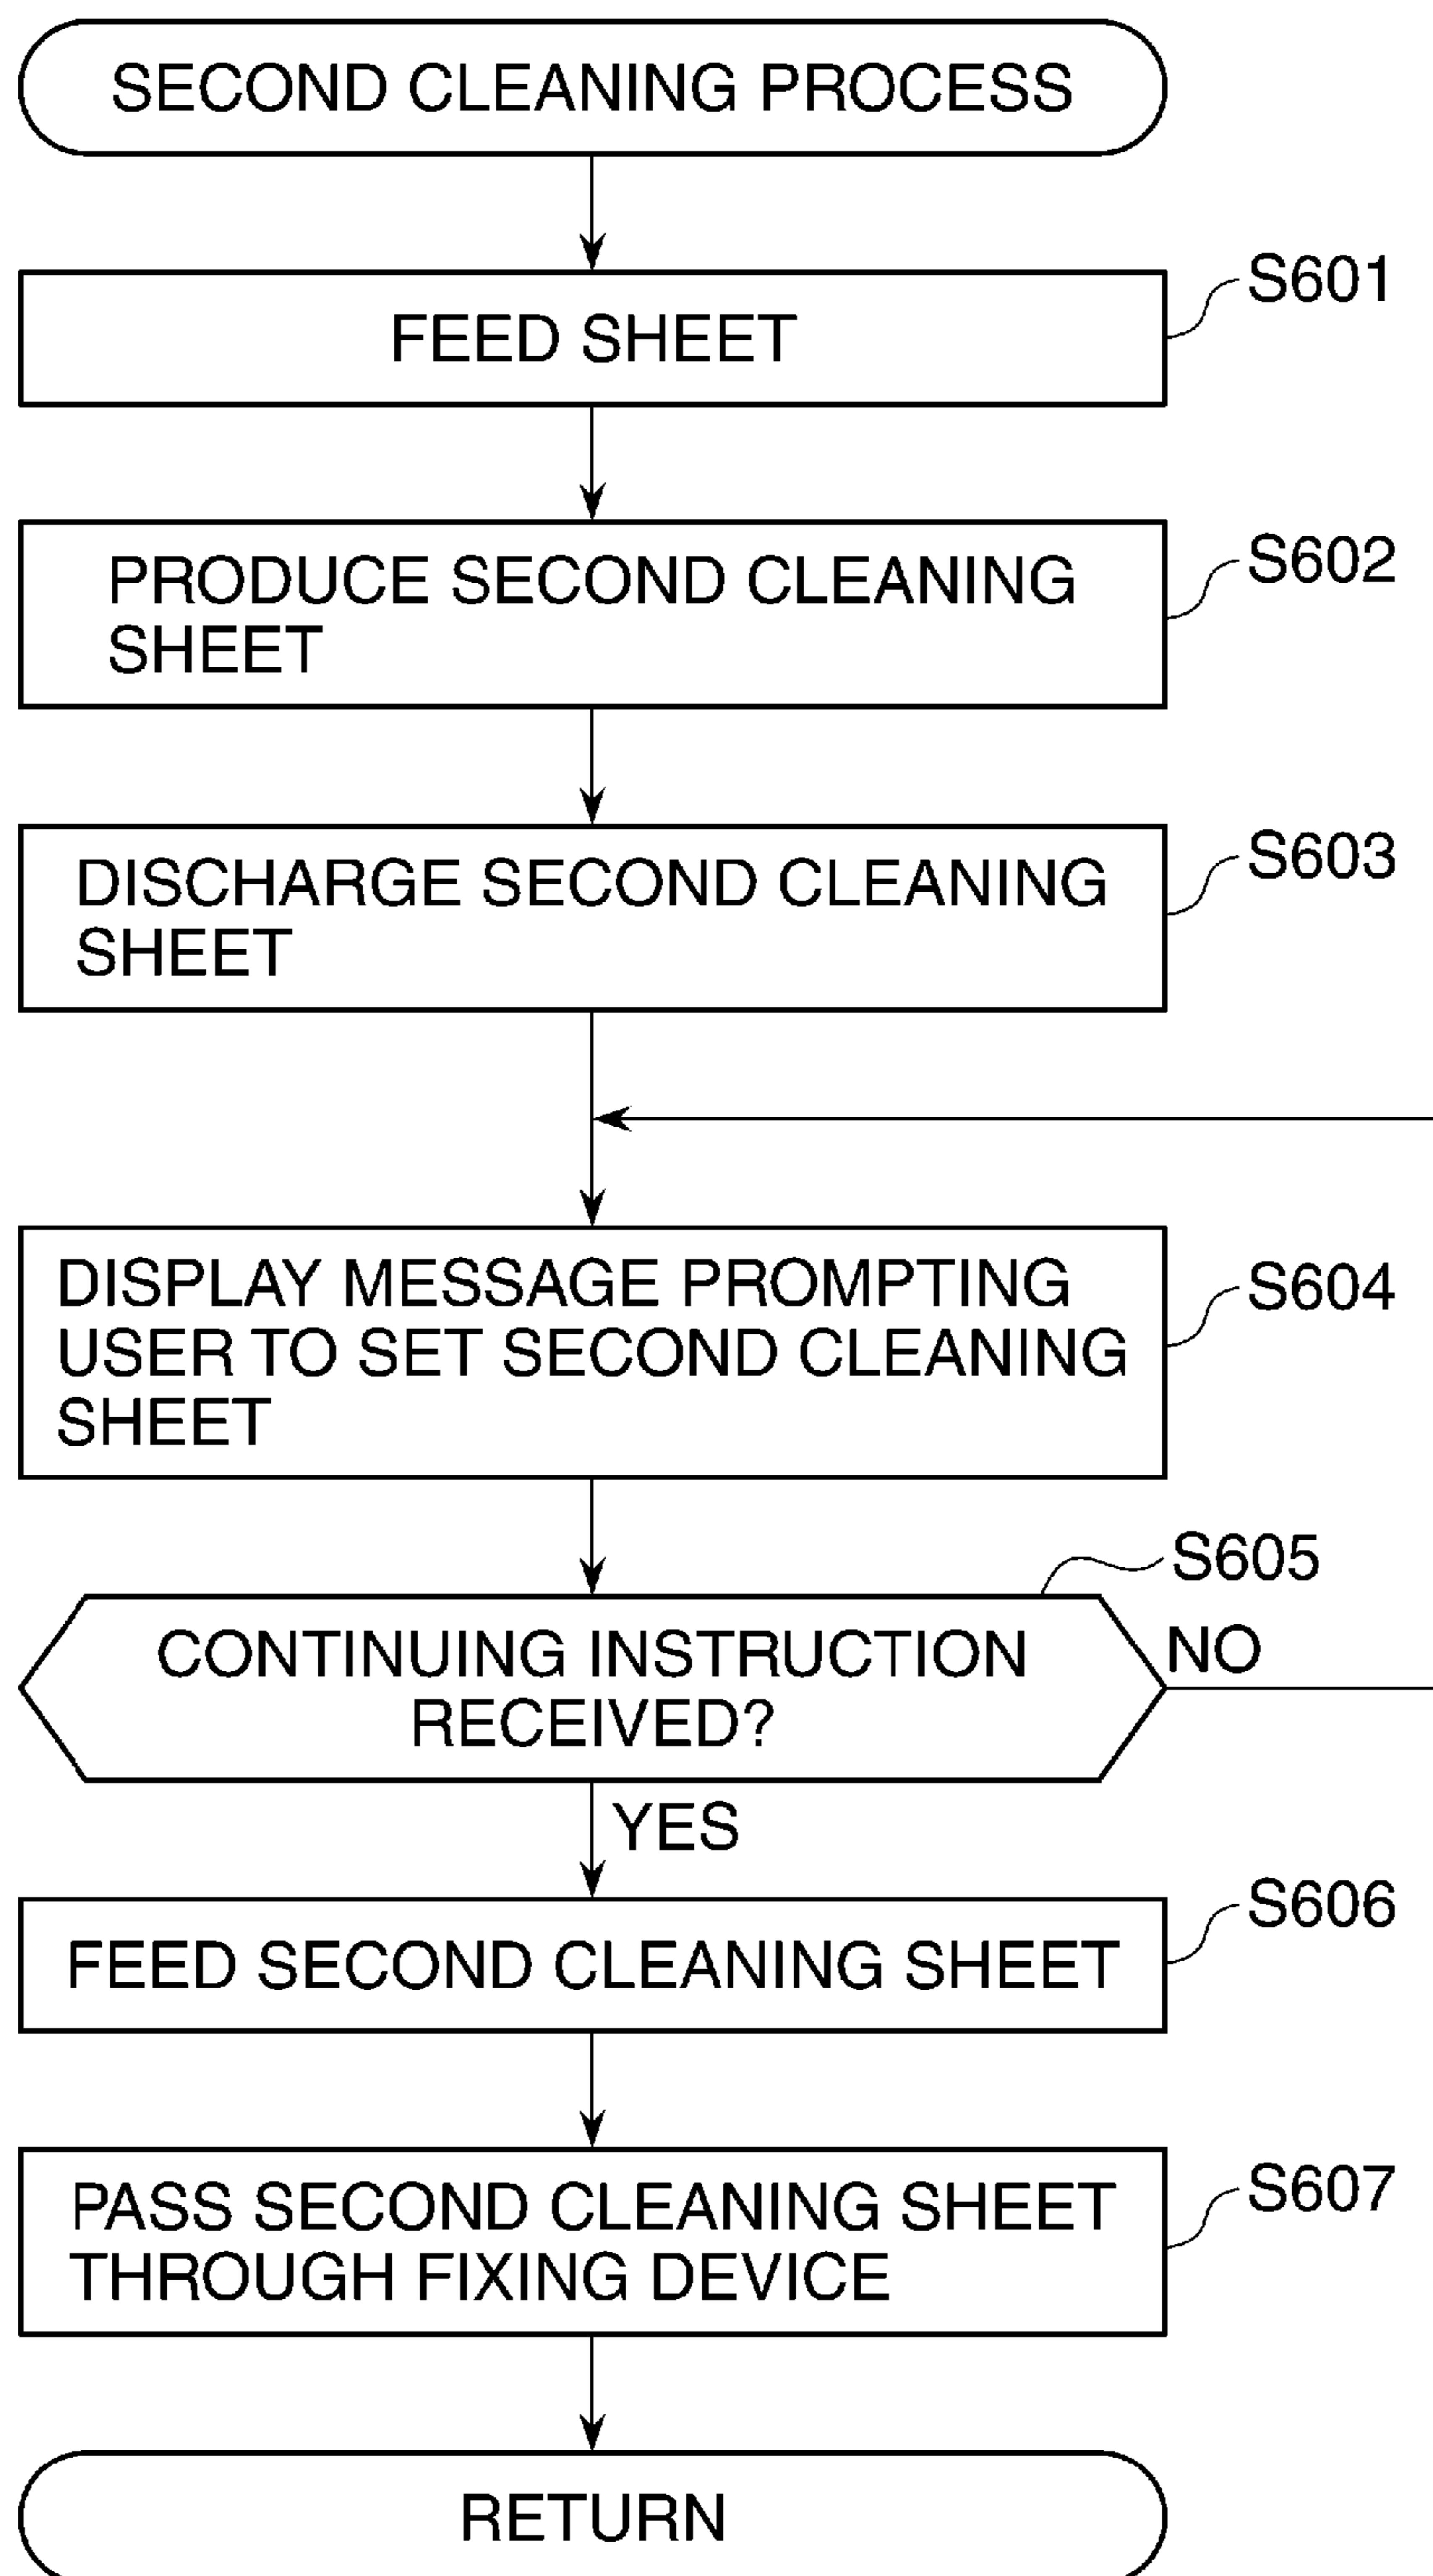 SECOND CLEANING PROCESS
S601
FEED SHEET
S602
PRODUCE SECOND CLEANING
SHEET
S603
DISCHARGE SECOND CLEANING
SHEET
S604
DISPLAY MESSAGE PROMPTING
USER TO SET SECOND CLEANING
SHEET
S605
CONTINUING INSTRUCTION
RECEIVED?
NO
YES
S606
FEED SECOND CLEANING SHEET
S607
PASS SECOND CLEANING SHEET
THROUGH FIXING DEVICE
RETURN